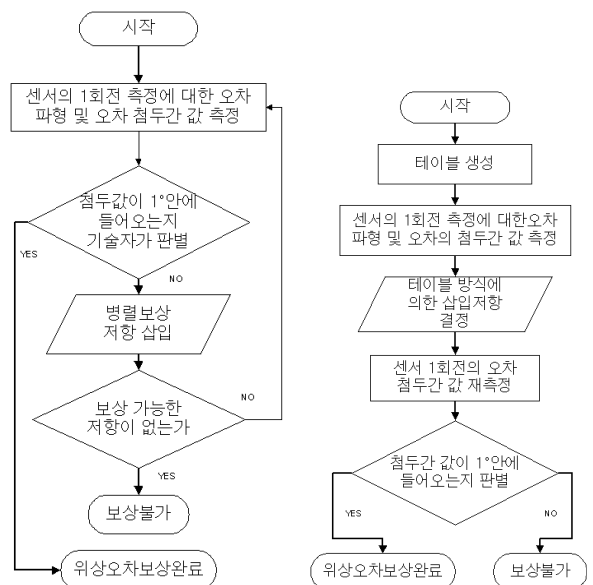 시작
센서의 1회전 측정에 대한 오차
파형 및 오차 첨두간 값 측정
첨두값이 1°안에
들어오는지
기술자가 판별
YES
NO
병렬보상
저항 삽입
보상 가능한
저항이 없는가
NO
YES
보상불가
위상오차보상완료
시작
테이블 생성
센서의 1회전 측정에 대한오차
파형 및 오차의 첨두간 값 측정
테이블 방식에
의한 삽입저항
결정
센서 1회전의 오차
첨두간 값 재측정
첨두간 값이 1°안에
들어오는지 판별
YES
NO
위상오차보상완료
보상불가